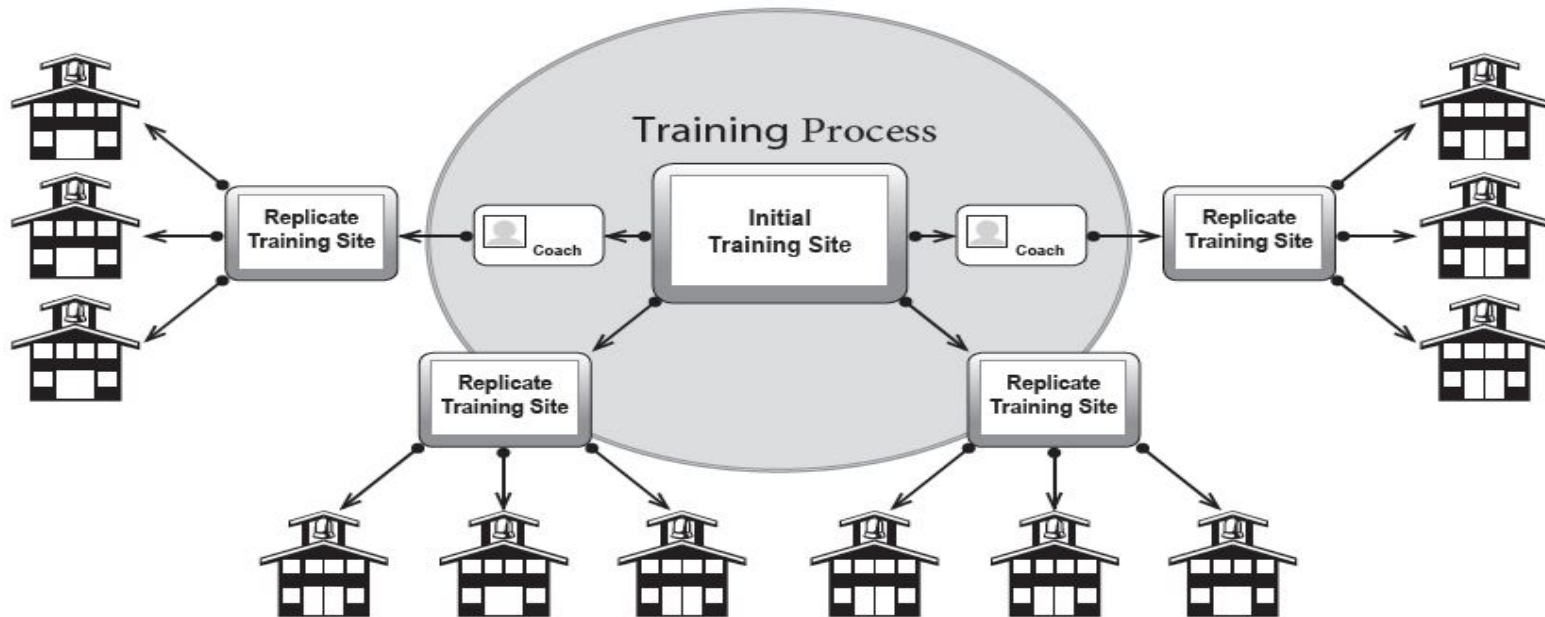 Training Process
Initial
Training Site
Coach
Coach
Replicate
Training Site
Replicate
Training Site
Replicate
Training Site
Replicate
Training Site